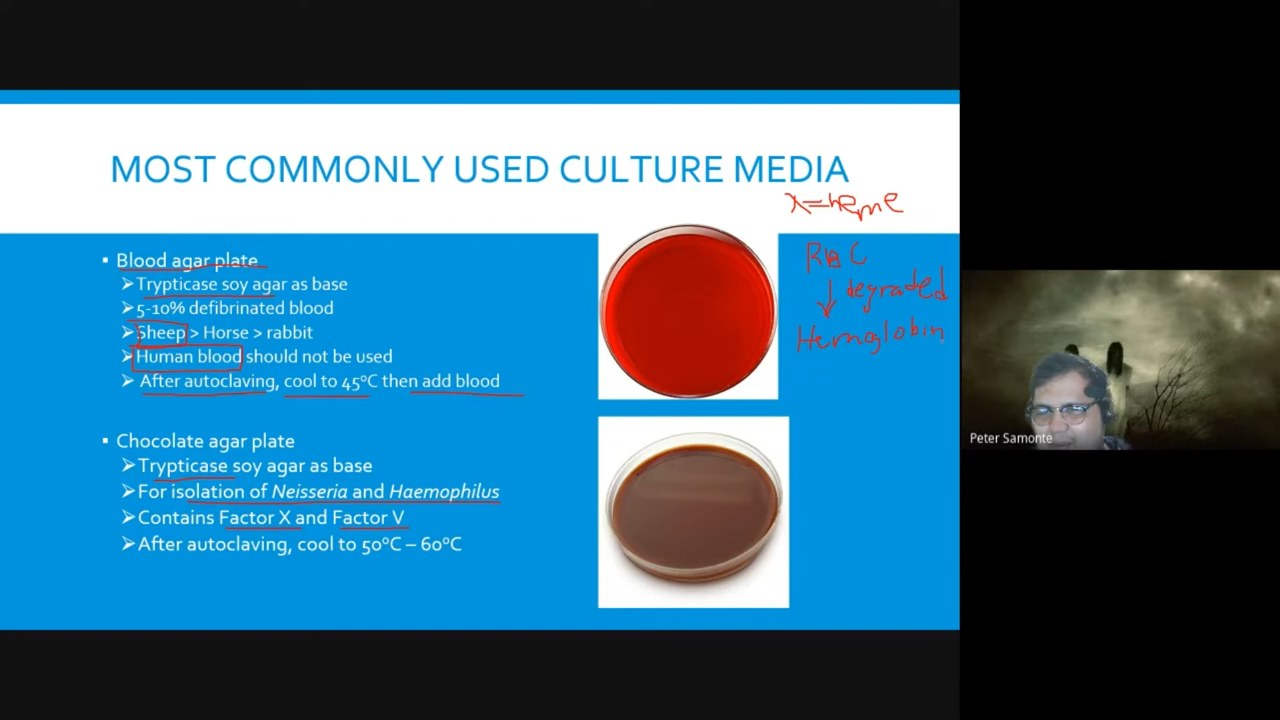 MOST COMMONLY USED CULTURE MEDIA
X=heme
▪ Blood agar plate
➢Trypticase soy agar as base
➢5-10% defibrinated blood
➢Sheep > Horse > rabbit
➢Human blood should not be used
➢After autoclaving, cool to 45°C then add blood
RBC
↓ degraded
Hemoglobin
▪ Chocolate agar plate
➢Trypticase soy agar as base
➢For isolation of Neisseria and Haemophilus
➢Contains Factor X and Factor V
➢After autoclaving, cool to 50°C – 60°C
Peter Samonte